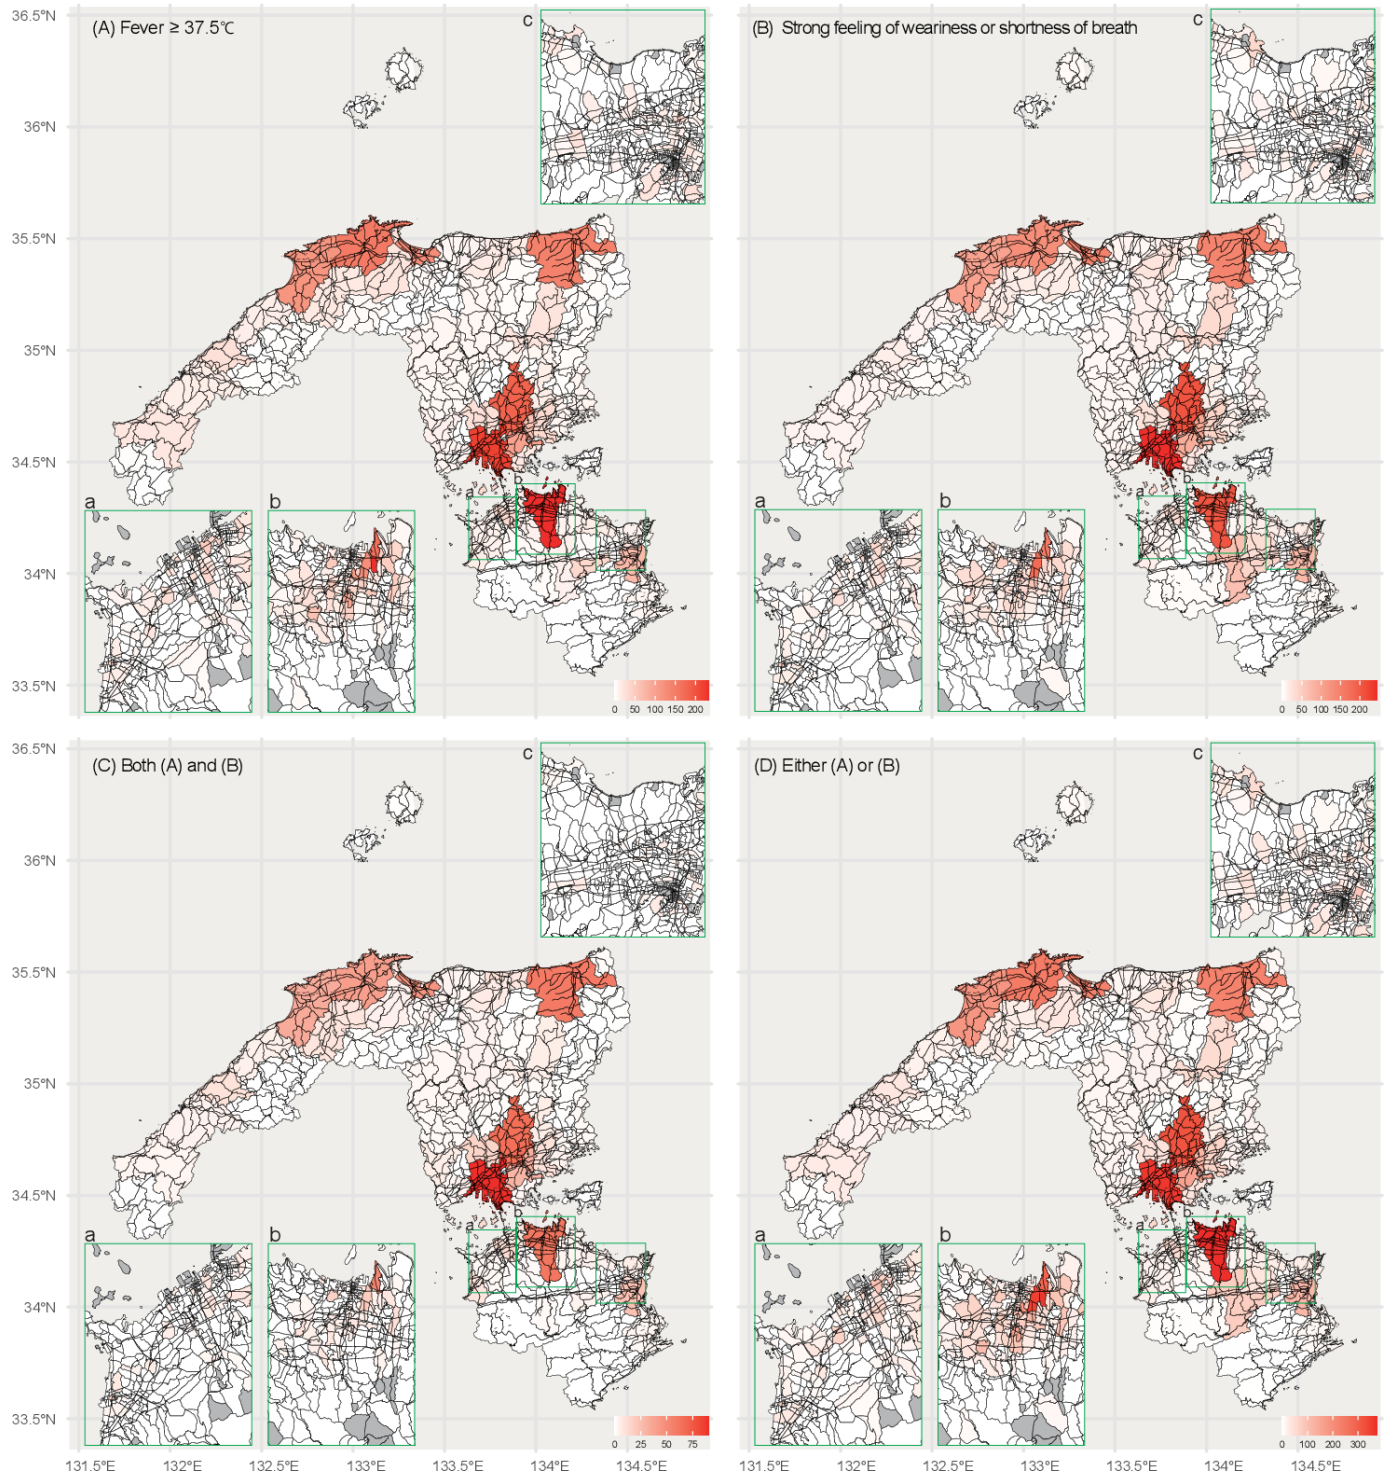 36.5°N
(A) Fever ≥ 37.5℃
c
(B) Strong feeling of weariness or shortness of breath
c
36°N
35.5°N
35°N
34.5°N
a
b
a
b
a
b
a
b
34°N
33.5°N
0 50 100 150 200
0 50 100 150 200
36.5°N
(C) Both (A) and (B)
c
(D) Either (A) or (B)
c
36°N
35.5°N
35°N
34.5°N
a
b
a
b
a
b
a
b
34°N
33.5°N
0 25 50 75
0 100 200 300
131.5°E 132°E 132.5°E 133°E 133.5°E 134°E 134.5°E 131.5°E 132°E 132.5°E 133°E 133.5°E 134°E 134.5°E